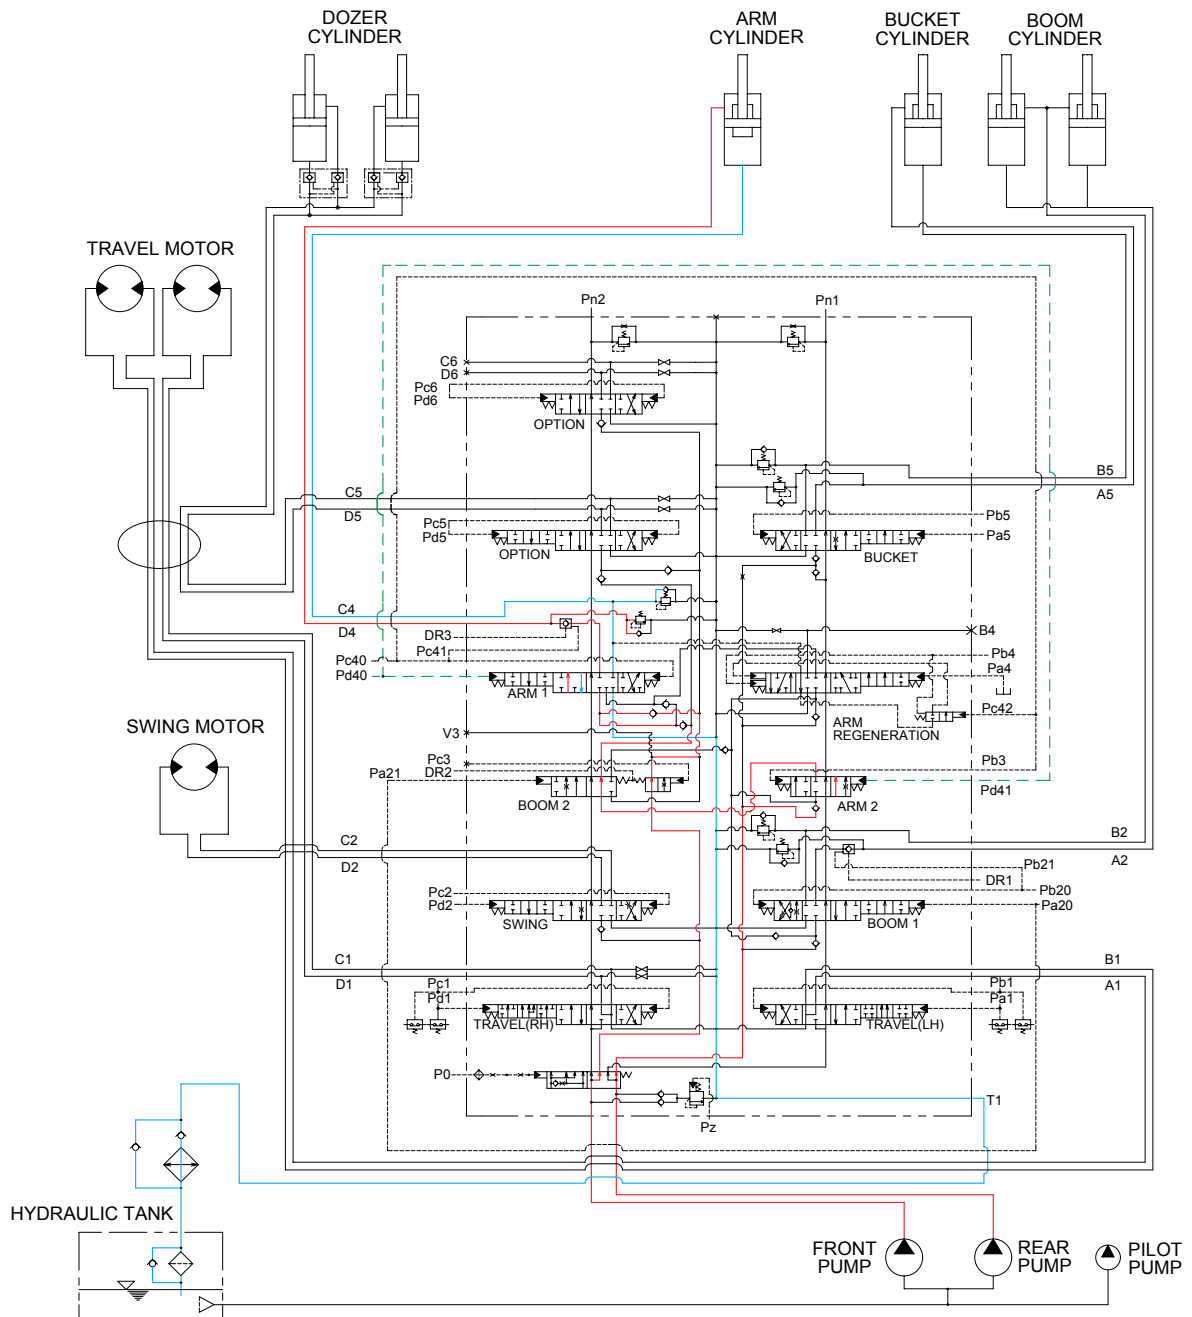 DOZER
CYLINDER
ARM
CYLINDER
BUCKET
CYLINDER
BOOM
CYLINDER
TRAVEL MOTOR
Pn2
Pn1
C6
D6
Pc6
Pd6
OPTION
B5
A5
C5
D5
Pc5
Pd5
OPTION
Pb5
Pa5
BUCKET
C4
D4
DR3
Pc41
B4
Pc40
Pd40
Pb4
Pa4
ARM 1
ARM
REGENERATION
Pc42
SWING MOTOR
V3
Pc3
DR2
Pa21
Pb3
BOOM 2
ARM 2
Pd41
C2
D2
B2
A2
Pb21
DR1
Pc2
Pd2
Pb20
Pa20
SWING
BOOM 1
C1
D1
B1
A1
Pc1
Pd1
Pb1
Pa1
TRAVEL(RH)
TRAVEL(LH)
P0
T1
Pz
HYDRAULIC TANK
FRONT
PUMP
REAR
PUMP
PILOT
PUMP